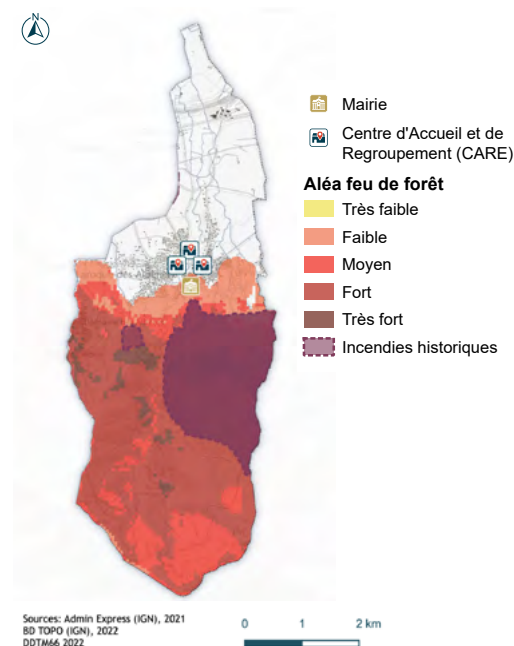 N
Mairie
Centre d'Accueil et de
Regroupement (CARE)
Aléa feu de forêt
Très faible
Faible
Moyen
Fort
Très fort
Incendies historiques
Sources: Admin Express (IGN), 2021
BD TOPO (IGN), 2022
DDTM66 2022
0 1 2 km